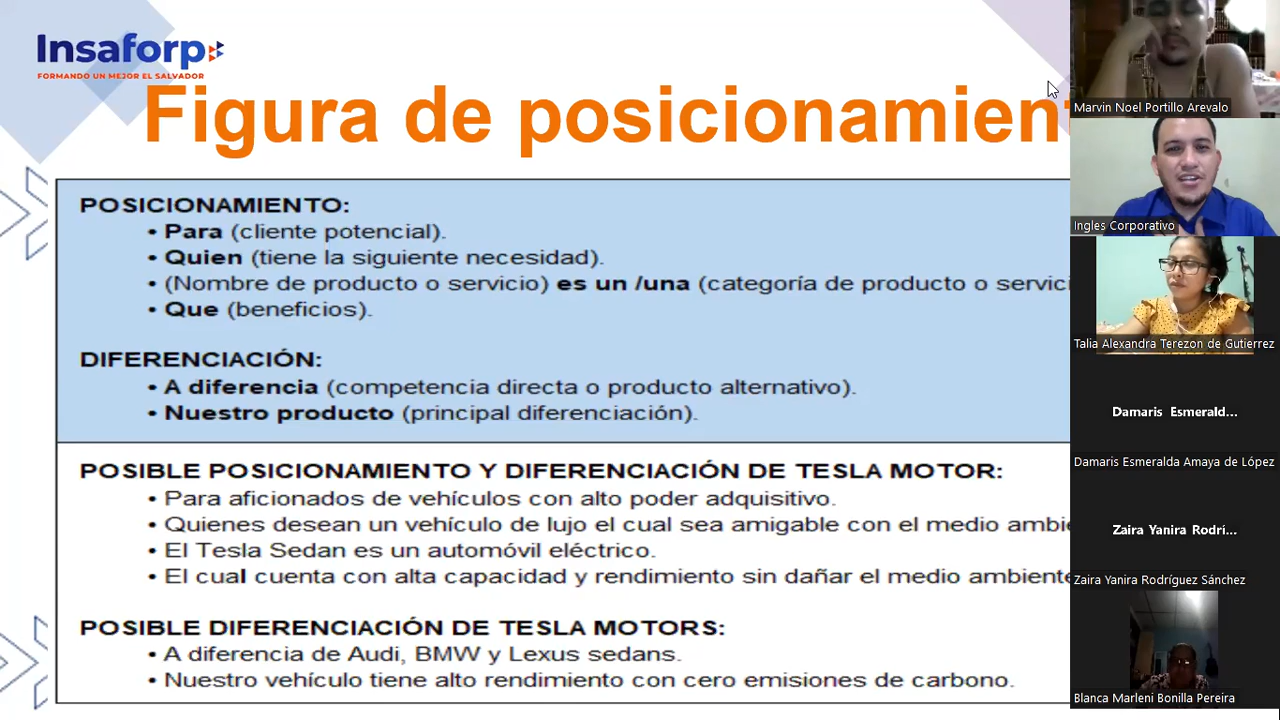 Insaforp
FORMANDO UN MEJOR EL SALVADOR
Figura de posicionamien
POSICIONAMIENTO:
• Para (cliente potencial).
• Quien (tiene la siguiente necesidad).
• (Nombre de producto o servicio) es un /una (categoría de producto o servici
• Que (beneficios).
DIFERENCIACIÓN:
• A diferencia (competencia directa o producto alternativo).
• Nuestro producto (principal diferenciación).
POSIBLE POSICIONAMIENTO Y DIFERENCIACIÓN DE TESLA MOTOR:
• Para aficionados de vehículos con alto poder adquisitivo.
• Quienes desean un vehículo de lujo el cual sea amigable con el medio ambie
• El Tesla Sedan es un automóvil eléctrico.
• El cual cuenta con alta capacidad y rendimiento sin dañar el medio ambiente
POSIBLE DIFERENCIACIÓN DE TESLA MOTORS:
• A diferencia de Audi, BMW y Lexus sedans.
• Nuestro vehículo tiene alto rendimiento con cero emisiones de carbono.
Marvin Noel Portillo Arevalo
Ingles Corporativo
Talia Alexandra Terezon de Gutierrez
Damaris Esmerald...
Damaris Esmeralda Amaya de López
Zaira Yanira Rodrí...
Zaira Yanira Rodríguez Sánchez
Blanca Marleni Bonilla Pereira